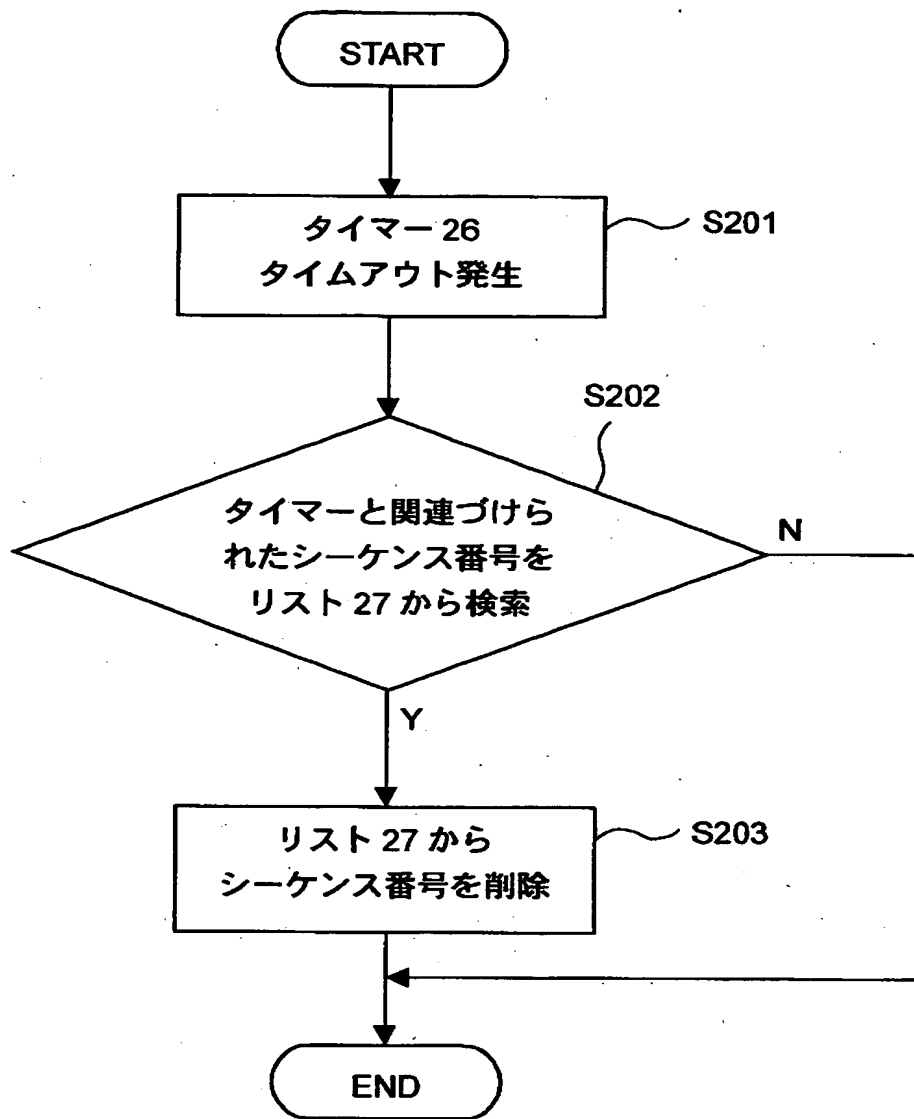 START
タイマー 26
タイムアウト発生
S201
S202
タイマーと関連づけら
れたシーケンス番号を
リスト 27 から検索
N
Y
リスト 27 から
シーケンス番号を削除
S203
END